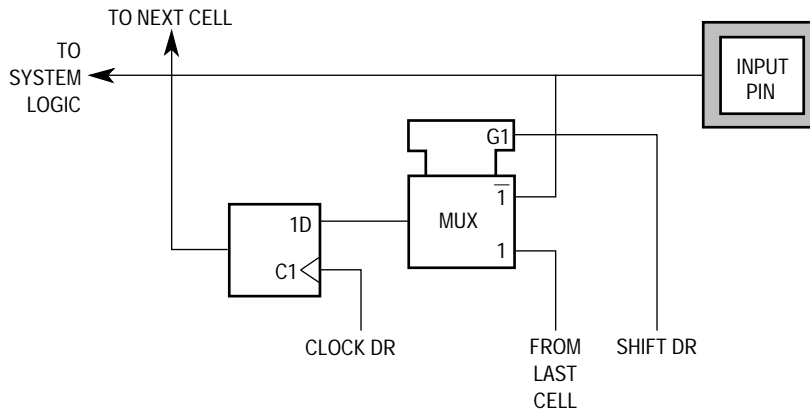 TO NEXT CELL
TO
SYSTEM
LOGIC
INPUT
PIN
G1
1
MUX
1
1D
C1
CLOCK DR
FROM
LAST
CELL
SHIFT DR